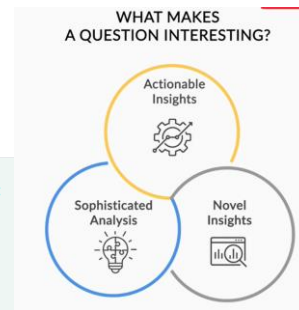 WHAT MAKES
A QUESTION INTERESTING?
Actionable
Insights
Sophisticated
Analysis
Novel
Insights